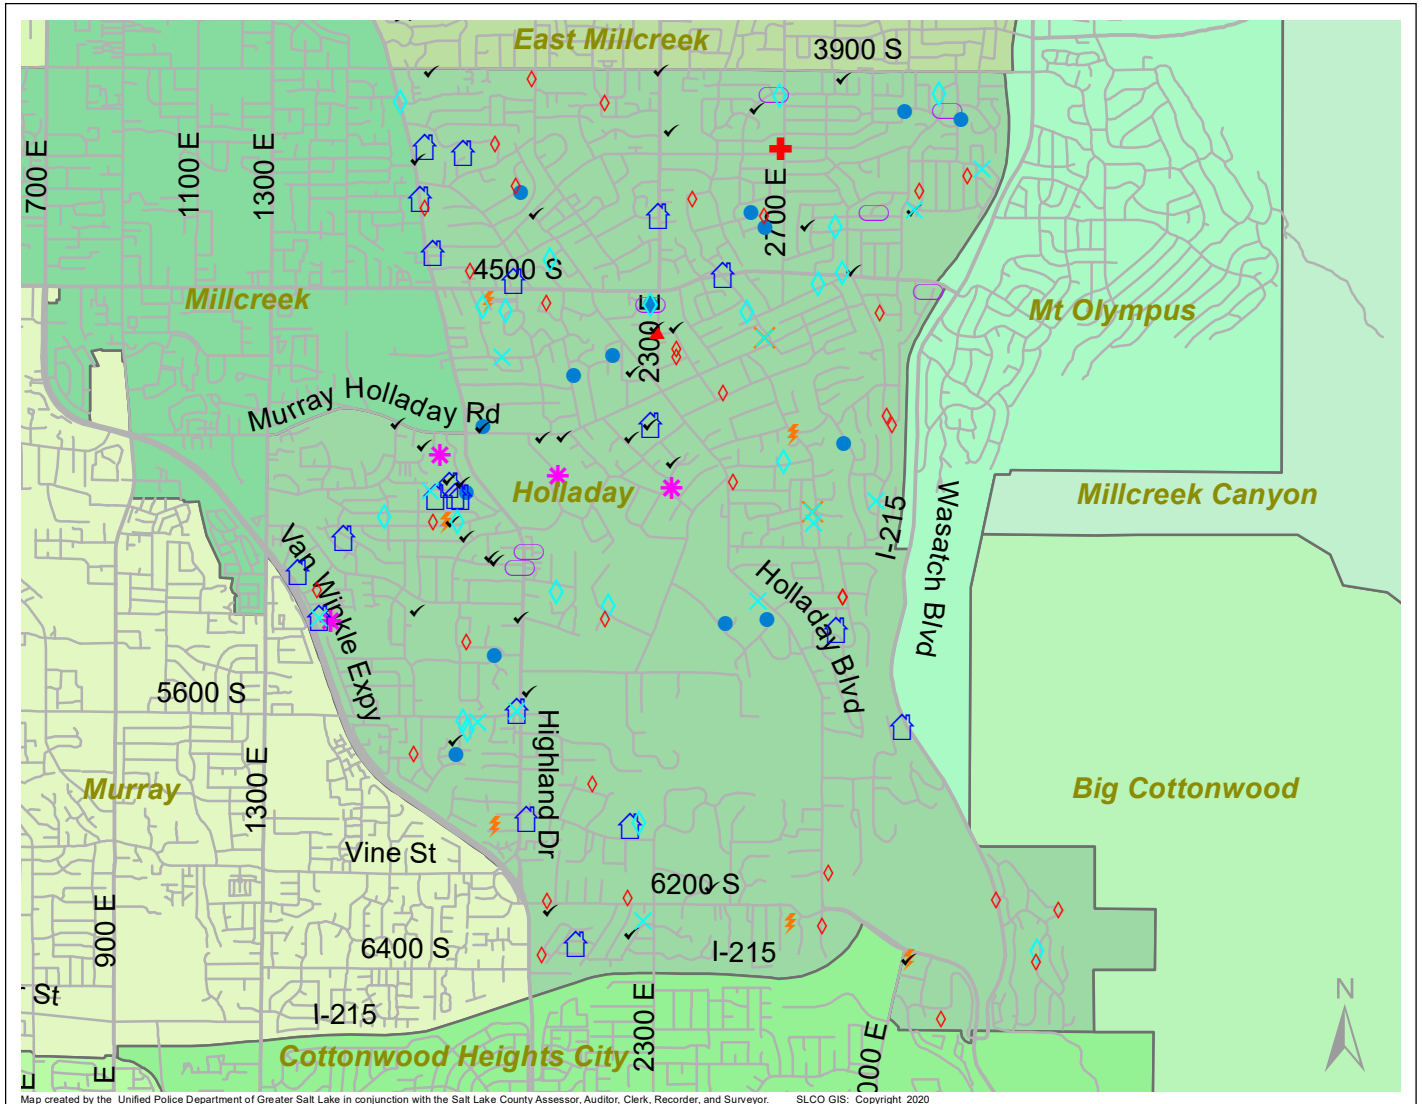 East Millcreek
3900 S
700 E
1100 E
1300 E
2700 E
4500 S
Millcreek
2300 E
Mt Olympus
Murray Holladay Rd
Holladay
Millcreek Canyon
I-215
Wasatch Blvd
Van Winkle Expy
Holladay Blvd
5600 S
Highland Dr
Murray
1300 E
Big Cottonwood
Vine St
6200 S
900 E
6400 S
I-215
St
I-215
2300 E
N
Cottonwood Heights City
000 E
E
E
Map created by the Unified Police Department of Greater Salt Lake in conjunction with the Salt Lake County Assessor, Auditor, Clerk, Recorder, and Surveyor. SLCO GIS: Copyright 2020